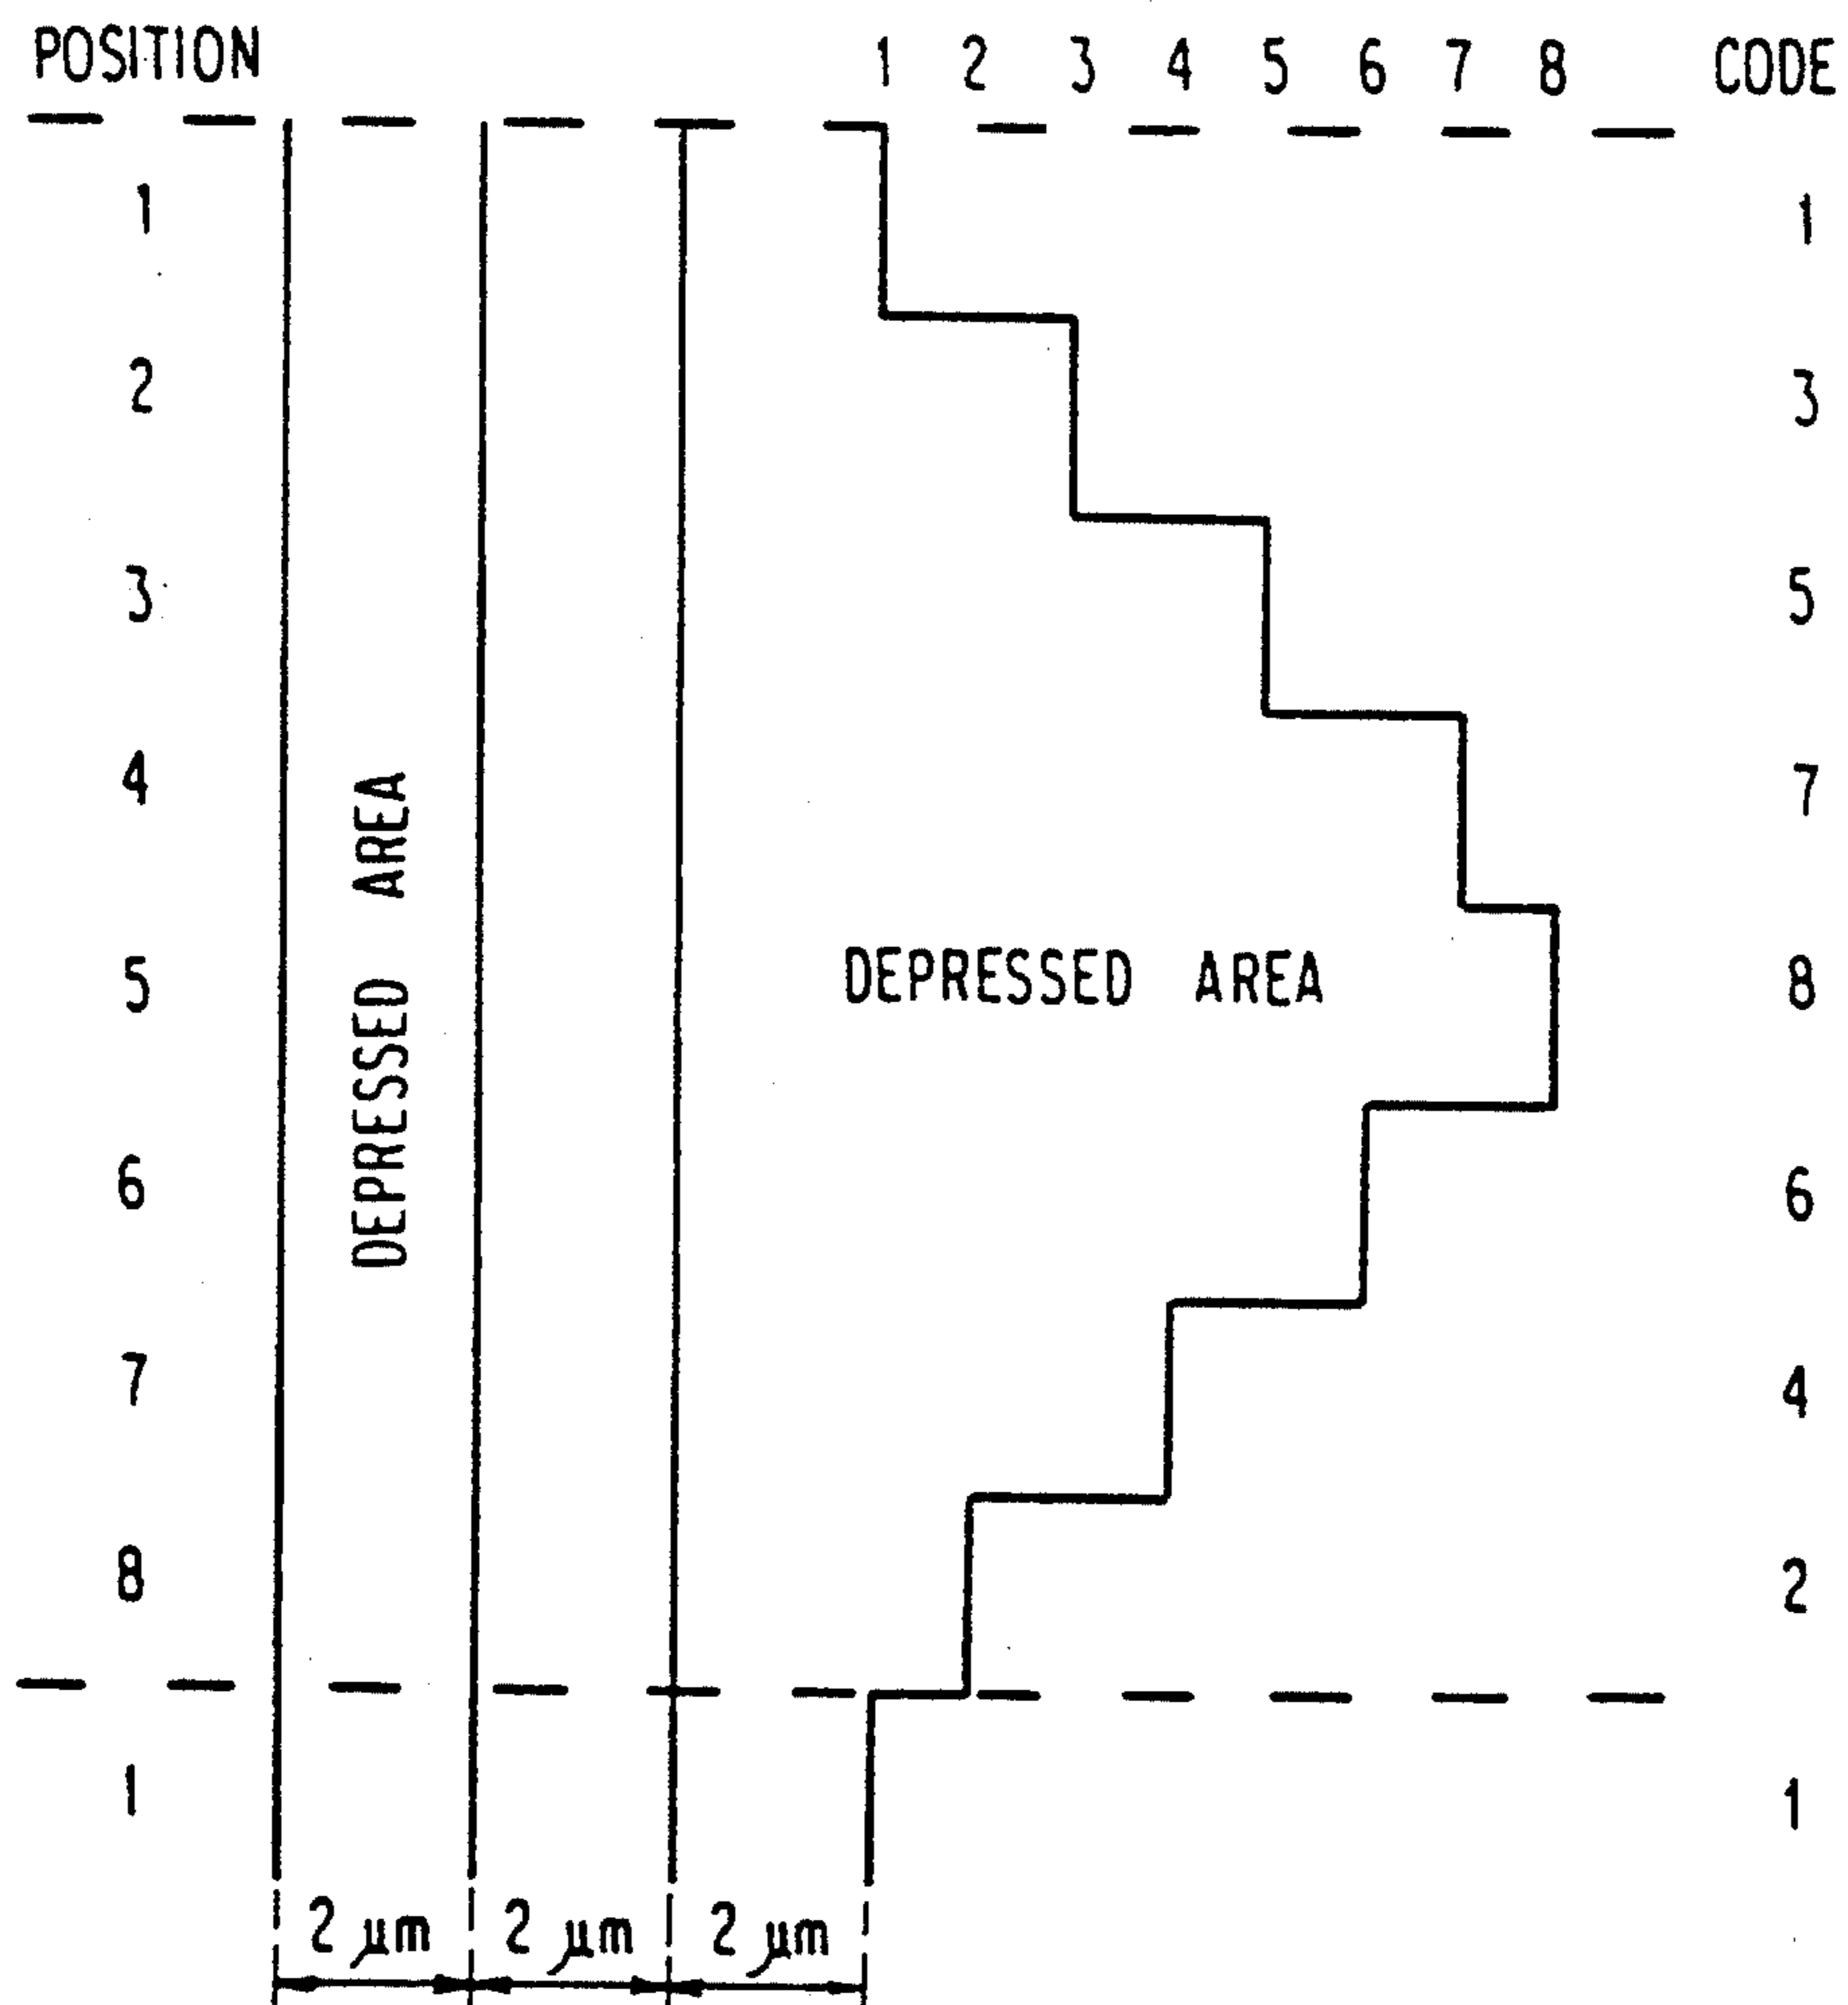 POSITION 1 2 3 4 5 6 7 8 CODE
1 1
2 3
3 5
4 7
DEPRESSED AREA
5 DEPRESSED AREA 8
6 6
7 4
8 2
1 1
2 µm 2 µm 2 µm